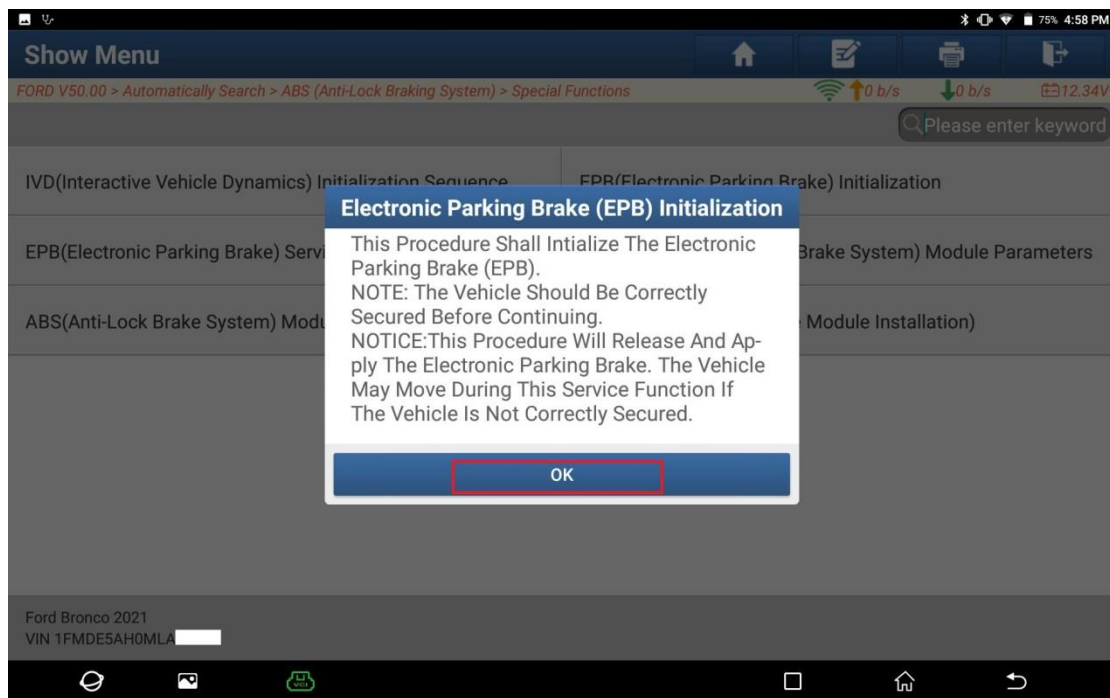 75% 4:58 PM
Show Menu
FORD V50.00 > Automatically Search > ABS (Anti-Lock Braking System) > Special Functions
0 b/s
0 b/s
12.34V
Please enter keyword
IVD(Interactive Vehicle Dynamics) Initialization Sequence
EPB(Electronic Parking Brake) Initialization
Electronic Parking Brake (EPB) Initialization
This Procedure Shall Intialize The Electronic
Parking Brake (EPB).
NOTE: The Vehicle Should Be Correctly
Secured Before Continuing.
NOTICE:This Procedure Will Release And Ap-
ply The Electronic Parking Brake. The Vehicle
May Move During This Service Function If
The Vehicle Is Not Correctly Secured.
OK
EPB(Electronic Parking Brake) Servi
Brake System) Module Parameters
ABS(Anti-Lock Brake System) Modu
Module Installation)
Ford Bronco 2021
VIN 1FMDE5AH0MLA
VCI